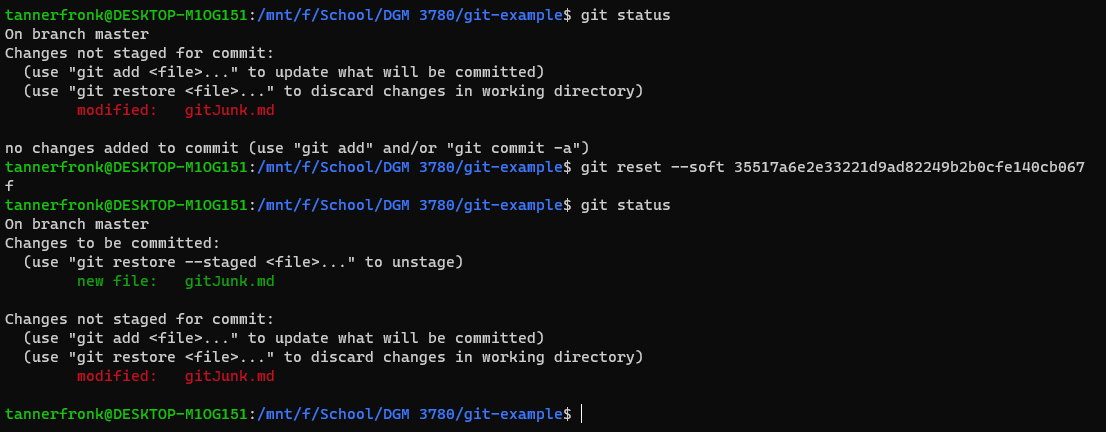 tannerfronk@DESKTOP-M1OG151:/mnt/f/School/DGM 3780/git-example$ git status
On branch master
Changes not staged for commit:
  (use "git add <file>..." to update what will be committed)
  (use "git restore <file>..." to discard changes in working directory)
        modified:   gitJunk.md

no changes added to commit (use "git add" and/or "git commit -a")
tannerfronk@DESKTOP-M1OG151:/mnt/f/School/DGM 3780/git-example$ git reset --soft 35517a6e2e33221d9ad82249b2b0cfe140cb067
f
tannerfronk@DESKTOP-M1OG151:/mnt/f/School/DGM 3780/git-example$ git status
On branch master
Changes to be committed:
  (use "git restore --staged <file>..." to unstage)
        new file:   gitJunk.md

Changes not staged for commit:
  (use "git add <file>..." to update what will be committed)
  (use "git restore <file>..." to discard changes in working directory)
        modified:   gitJunk.md

tannerfronk@DESKTOP-M1OG151:/mnt/f/School/DGM 3780/git-example$